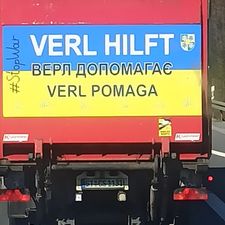 VERL HILFT
ВЕРЛ ДОПОМАГАЄ
VERL POMAGA
#StopWar